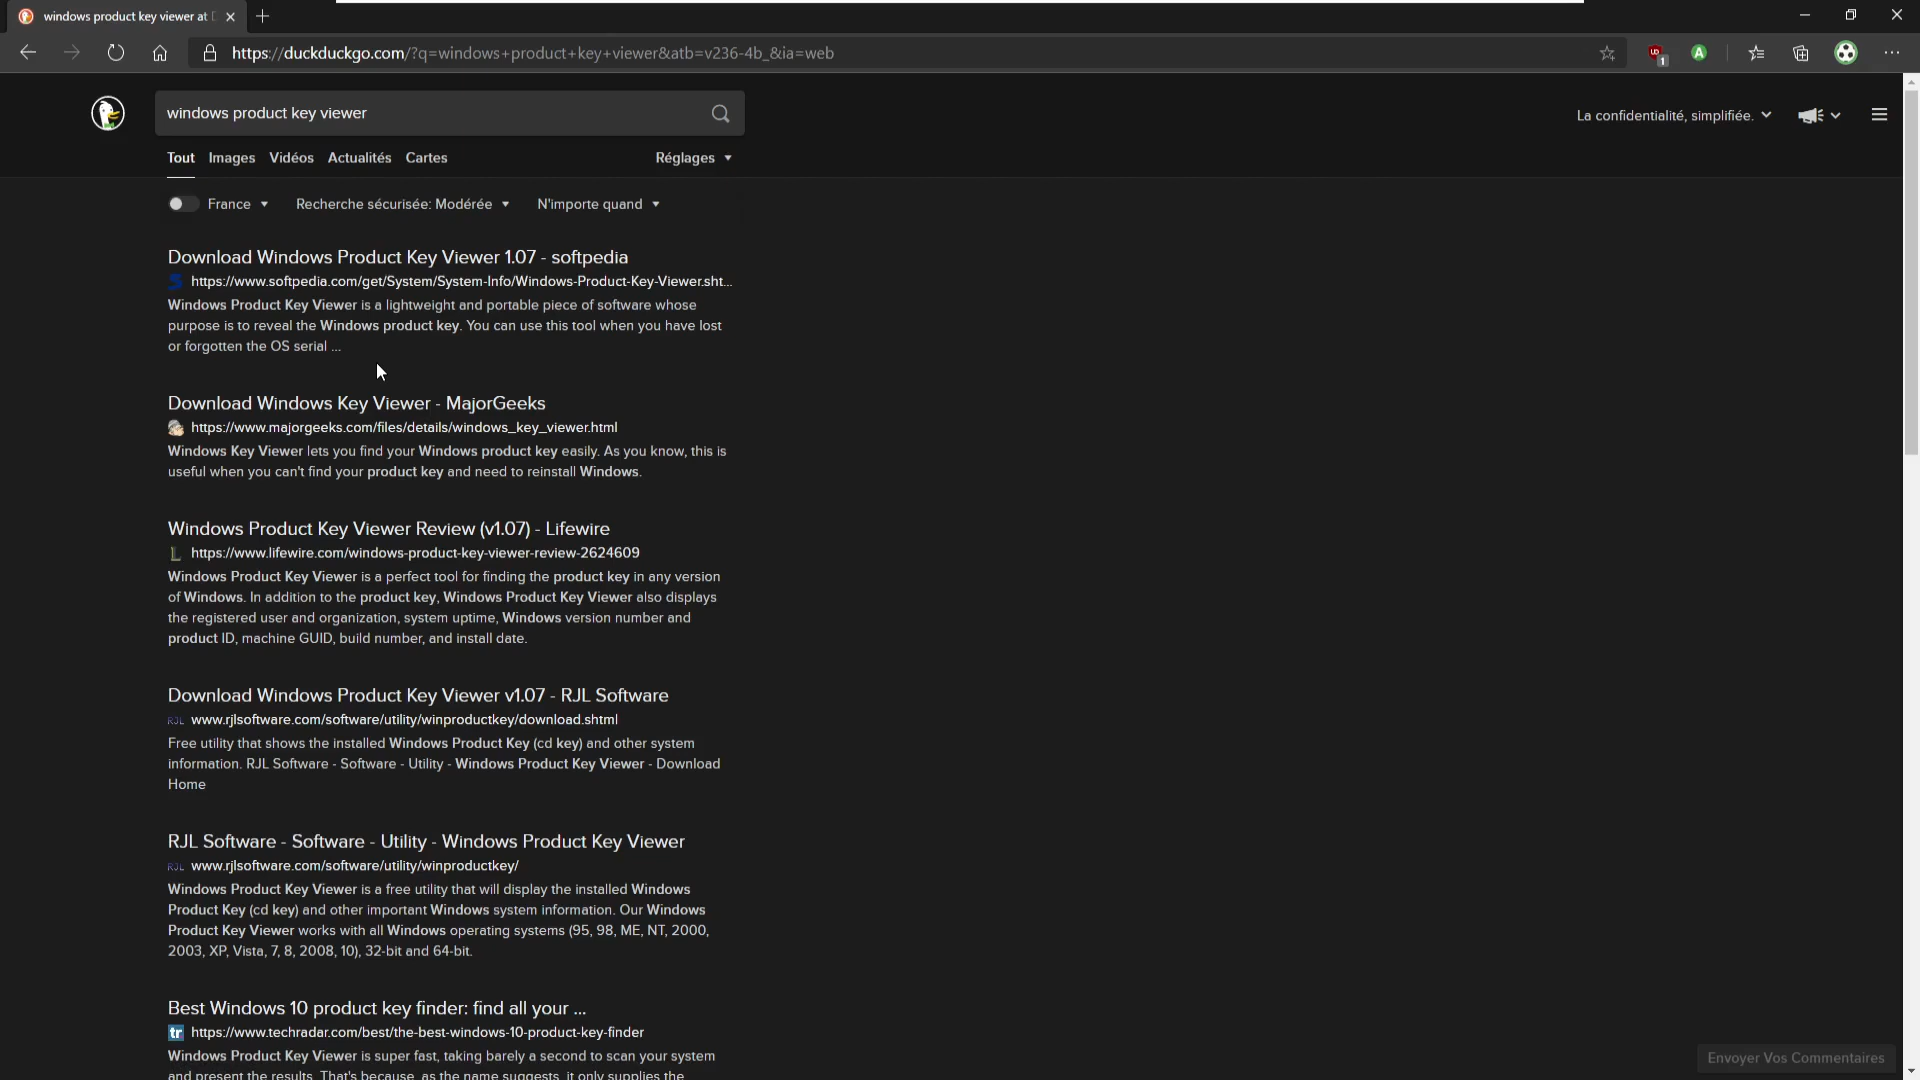 windows product key viewer at
https://duckduckgo.com/?q=windows+product+key+viewer&atb=v236-4b_&ia=web
UD
1
A
windows product key viewer
La confidentialité, simplifiée.
Tout Images Vidéos Actualités Cartes Réglages
France Recherche sécurisée: Modérée N'importe quand
Download Windows Product Key Viewer 1.07 - softpedia
https://www.softpedia.com/get/System/System-Info/Windows-Product-Key-Viewer.sht...
Windows Product Key Viewer is a lightweight and portable piece of software whose
purpose is to reveal the Windows product key. You can use this tool when you have lost
or forgotten the OS serial ...
Download Windows Key Viewer - MajorGeeks
https://www.majorgeeks.com/files/details/windows_key_viewer.html
Windows Key Viewer lets you find your Windows product key easily. As you know, this is
useful when you can't find your product key and need to reinstall Windows.
Windows Product Key Viewer Review (v1.07) - Lifewire
L https://www.lifewire.com/windows-product-key-viewer-review-2624609
Windows Product Key Viewer is a perfect tool for finding the product key in any version
of Windows. In addition to the product key, Windows Product Key Viewer also displays
the registered user and organization, system uptime, Windows version number and
product ID, machine GUID, build number, and install date.
Download Windows Product Key Viewer v1.07 - RJL Software
RJL www.rjlsoftware.com/software/utility/winproductkey/download.shtml
Free utility that shows the installed Windows Product Key (cd key) and other system
information. RJL Software - Software - Utility - Windows Product Key Viewer - Download
Home
RJL Software - Software - Utility - Windows Product Key Viewer
RJL www.rjlsoftware.com/software/utility/winproductkey/
Windows Product Key Viewer is a free utility that will display the installed Windows
Product Key (cd key) and other important Windows system information. Our Windows
Product Key Viewer works with all Windows operating systems (95, 98, ME, NT, 2000,
2003, XP, Vista, 7, 8, 2008, 10), 32-bit and 64-bit.
Best Windows 10 product key finder: find all your ...
tr https://www.techradar.com/best/the-best-windows-10-product-key-finder
Windows Product Key Viewer is super fast, taking barely a second to scan your system
and present the results. That's because, as the name suggests, it only supplies the
Envoyer Vos Commentaires